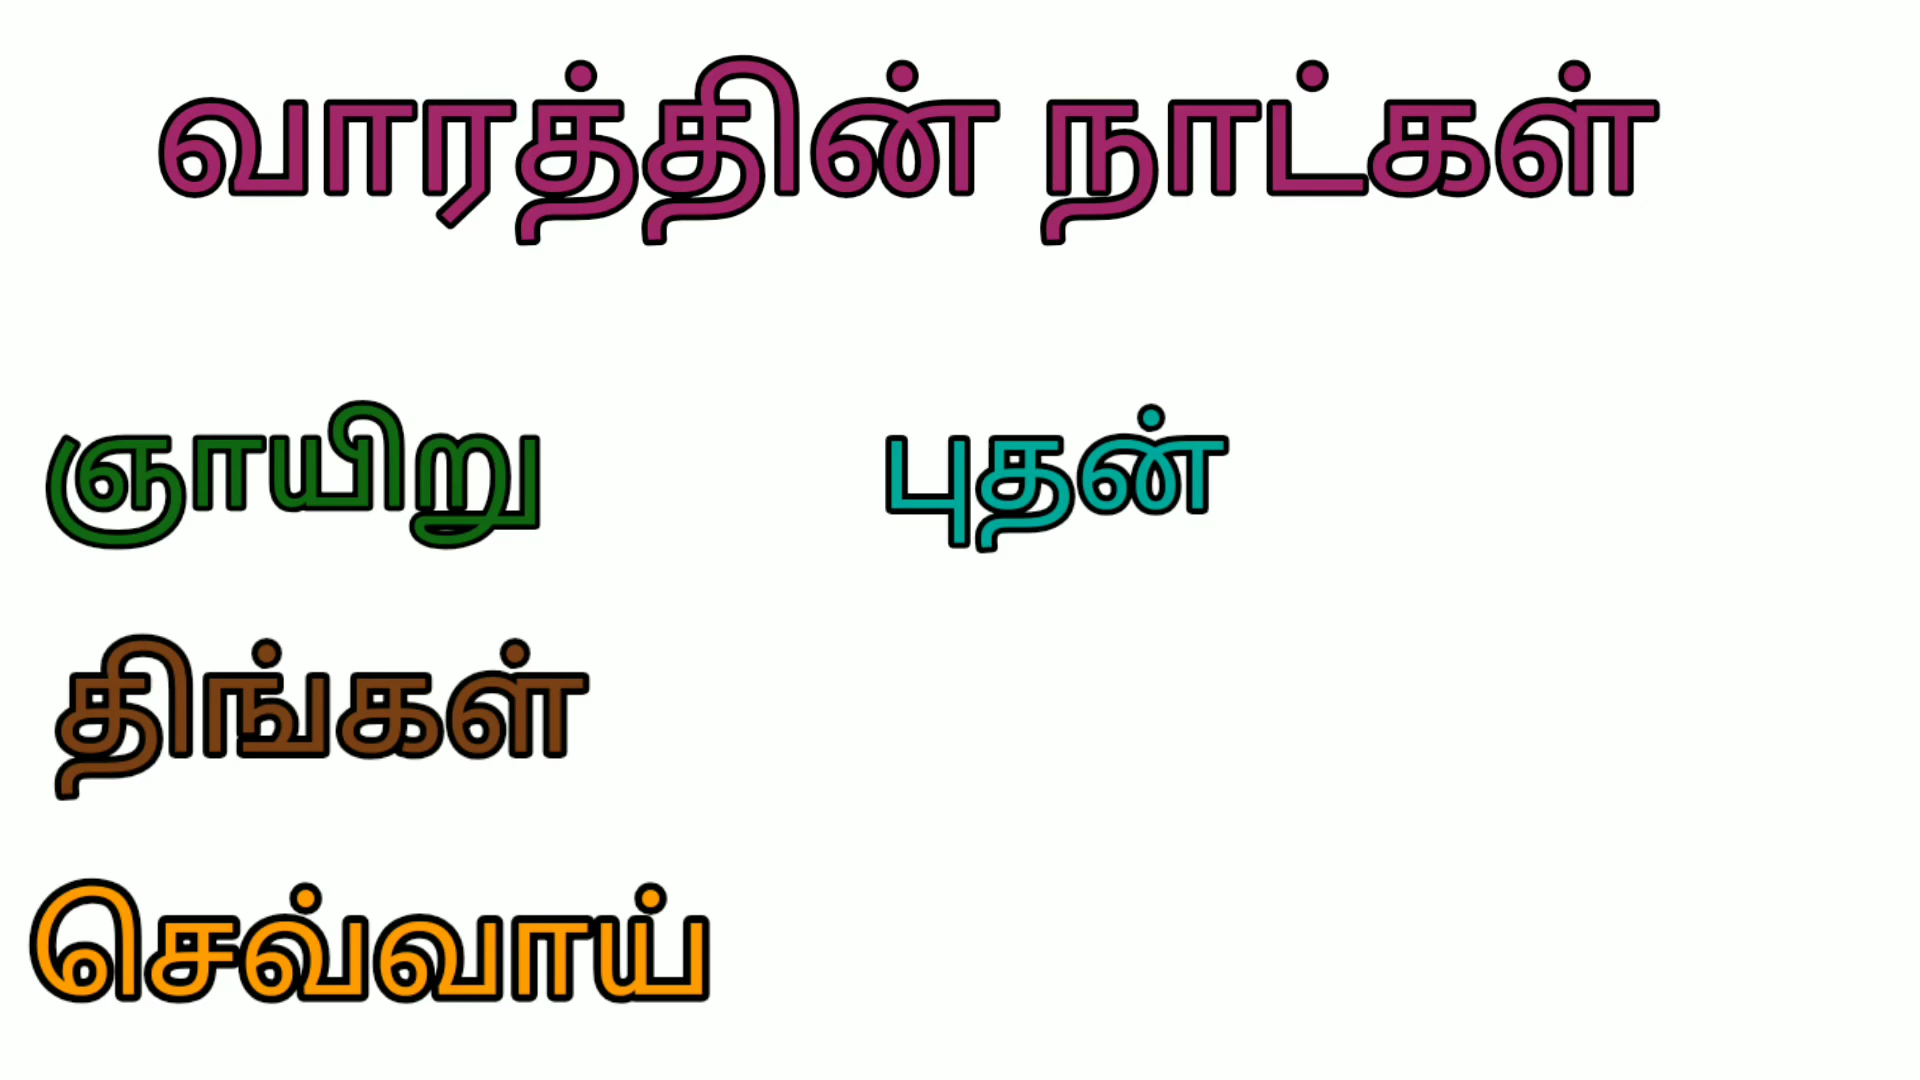 வாரத்தின் நாட்கள்
ஞாயிறு
திங்கள்
செவ்வாய்
புதன்